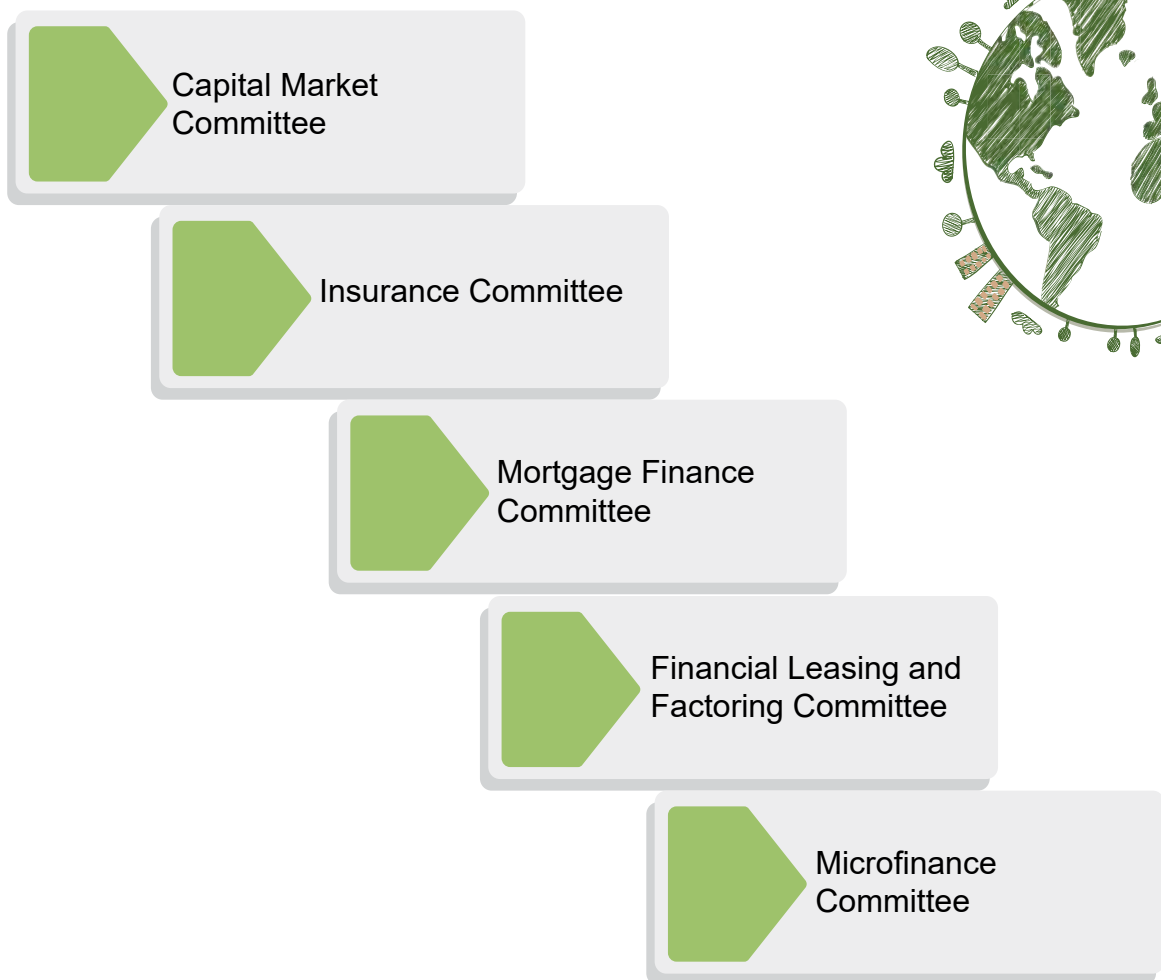 Capital Market
Committee
Insurance Committee
Mortgage Finance
Committee
Financial Leasing and
Factoring Committee
Microfinance
Committee